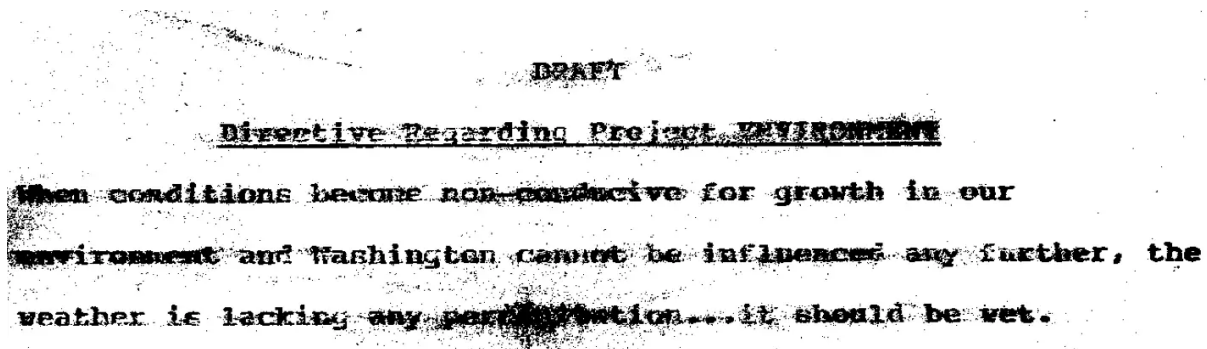 DRAFT
Directive Regarding Project ENVIRONMENT
When conditions become non-conducive for growth in our
environment and Washington cannot be influenced any further, the
weather is lacking any precipitation...it should be wet.